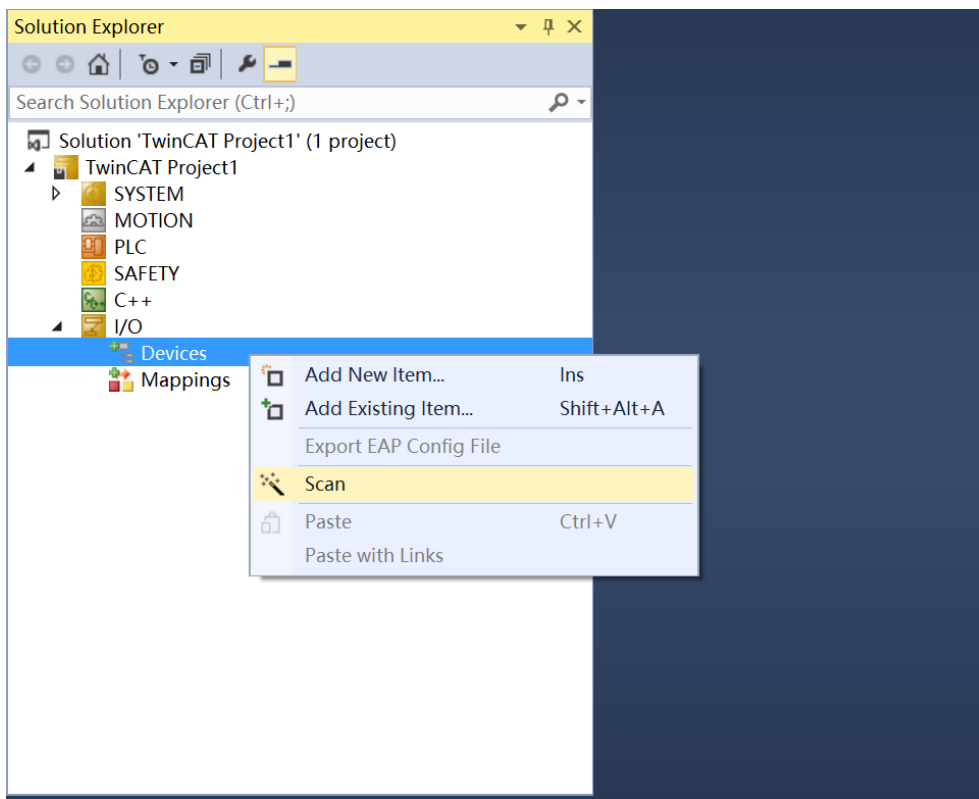 Solution Explorer
Search Solution Explorer (Ctrl+;)
Solution 'TwinCAT Project1' (1 project)
TwinCAT Project1
SYSTEM
MOTION
PLC
SAFETY
C++
I/O
Devices
Mappings
Add New Item... Ins
Add Existing Item... Shift+Alt+A
Export EAP Config File
Scan
Paste Ctrl+V
Paste with Links